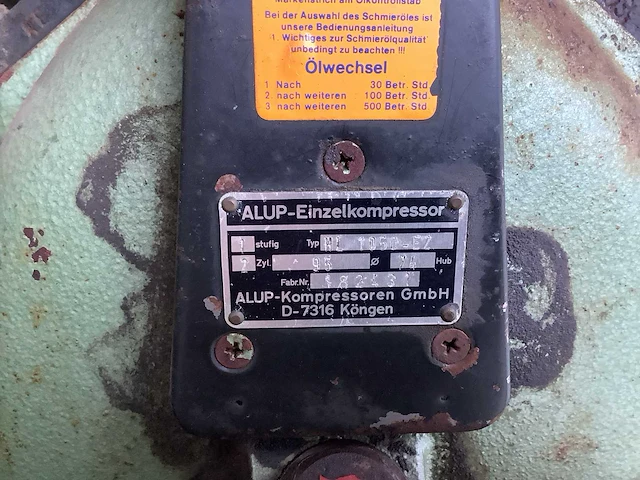 Markenstrich am Ölkontrollstab
Bei der Auswahl des Schmieröles ist
unsere Bedienungsanleitung
1. Wichtiges zur Schmierölqualität
unbedingt zu beachten !!!
Ölwechsel
1 Nach 30 Betr. Std.
2 nach weiteren 100 Betr. Std.
3 nach weiteren 500 Betr. Std.
ALUP-Einzelkompressor
1 stufig Typ
Zyl. 95 Ø 74 Hub
Fabr.Nr.
ALUP-Kompressoren GmbH
D-7316 Köngen